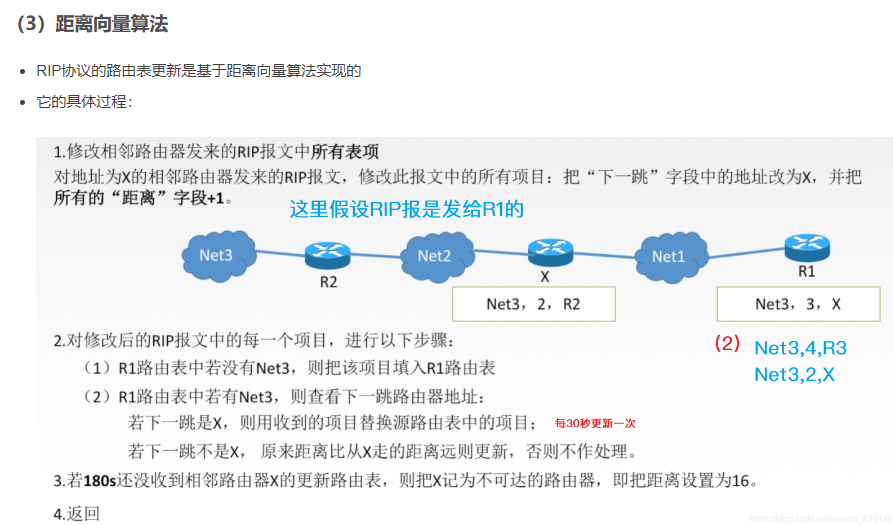 （3）距离向量算法
RIP协议的路由表更新是基于距离向量算法实现的
它的具体过程：
1.修改相邻路由器发来的RIP报文中所有表项
对地址为X的相邻路由器发来的RIP报文，修改此报文中的所有项目：把“下一跳”字段中的地址改为X，并把
所有的“距离”字段+1。
这里假设RIP报是发给R1的
Net3
R2
Net2
X
Net1
R1
Net3，2，R2
Net3，3，X
2.对修改后的RIP报文中的每一个项目，进行以下步骤：
（1）R1路由表中若没有Net3，则把该项目填入R1路由表
（2）R1路由表中若有Net3，则查看下一跳路由器地址：
若下一跳是X，则用收到的项目替换源路由表中的项目；
每30秒更新一次
若下一跳不是X，原来距离比从X走的距离远则更新，否则不作处理。
（2）
Net3,4,R3
Net3,2,X
3.若180s还没收到相邻路由器X的更新路由表，则把X记为不可达的路由器，即把距离设置为16。
4.返回